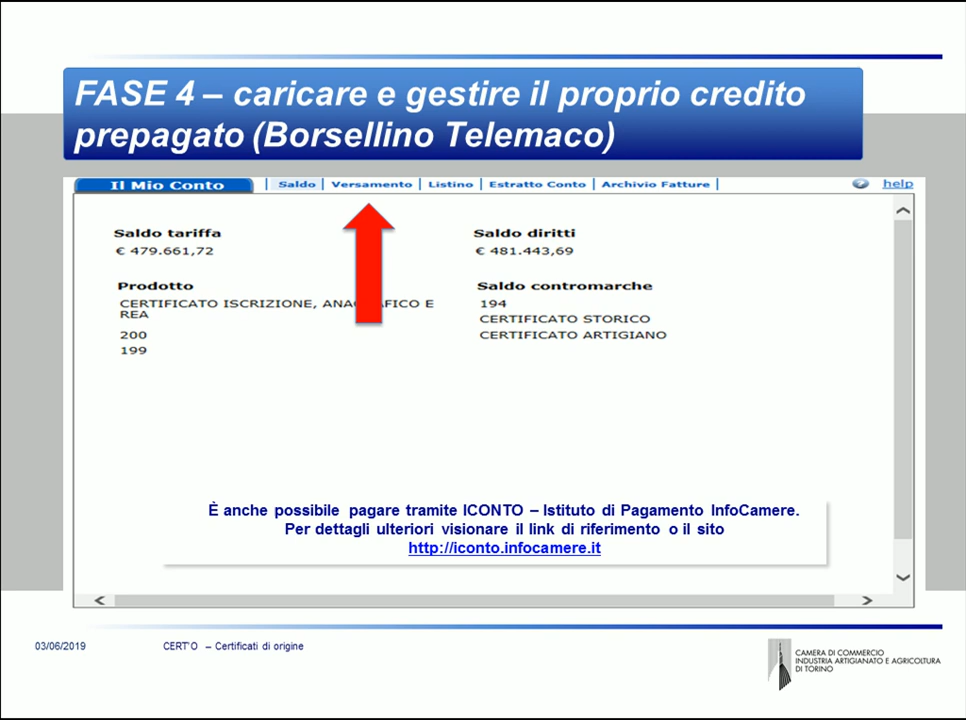 FASE 4 – caricare e gestire il proprio credito
prepagato (Borsellino Telemaco)
Il Mio Conto | Saldo | Versamento | Listino | Estratto Conto | Archivio Fatture | help
Saldo tariffa
€ 479.661,72
Saldo diritti
€ 481.443,69
Prodotto
CERTIFICATO ISCRIZIONE, ANAGRAFICO E
REA
200
199
Saldo contromarche
194
CERTIFICATO STORICO
CERTIFICATO ARTIGIANO
È anche possibile pagare tramite ICONTO – Istituto di Pagamento InfoCamere.
Per dettagli ulteriori visionare il link di riferimento o il sito
http://iconto.infocamere.it
03/06/2019
CERT'O – Certificati di origine
CAMERA DI COMMERCIO
INDUSTRIA ARTIGIANATO E AGRICOLTURA
DI TORINO